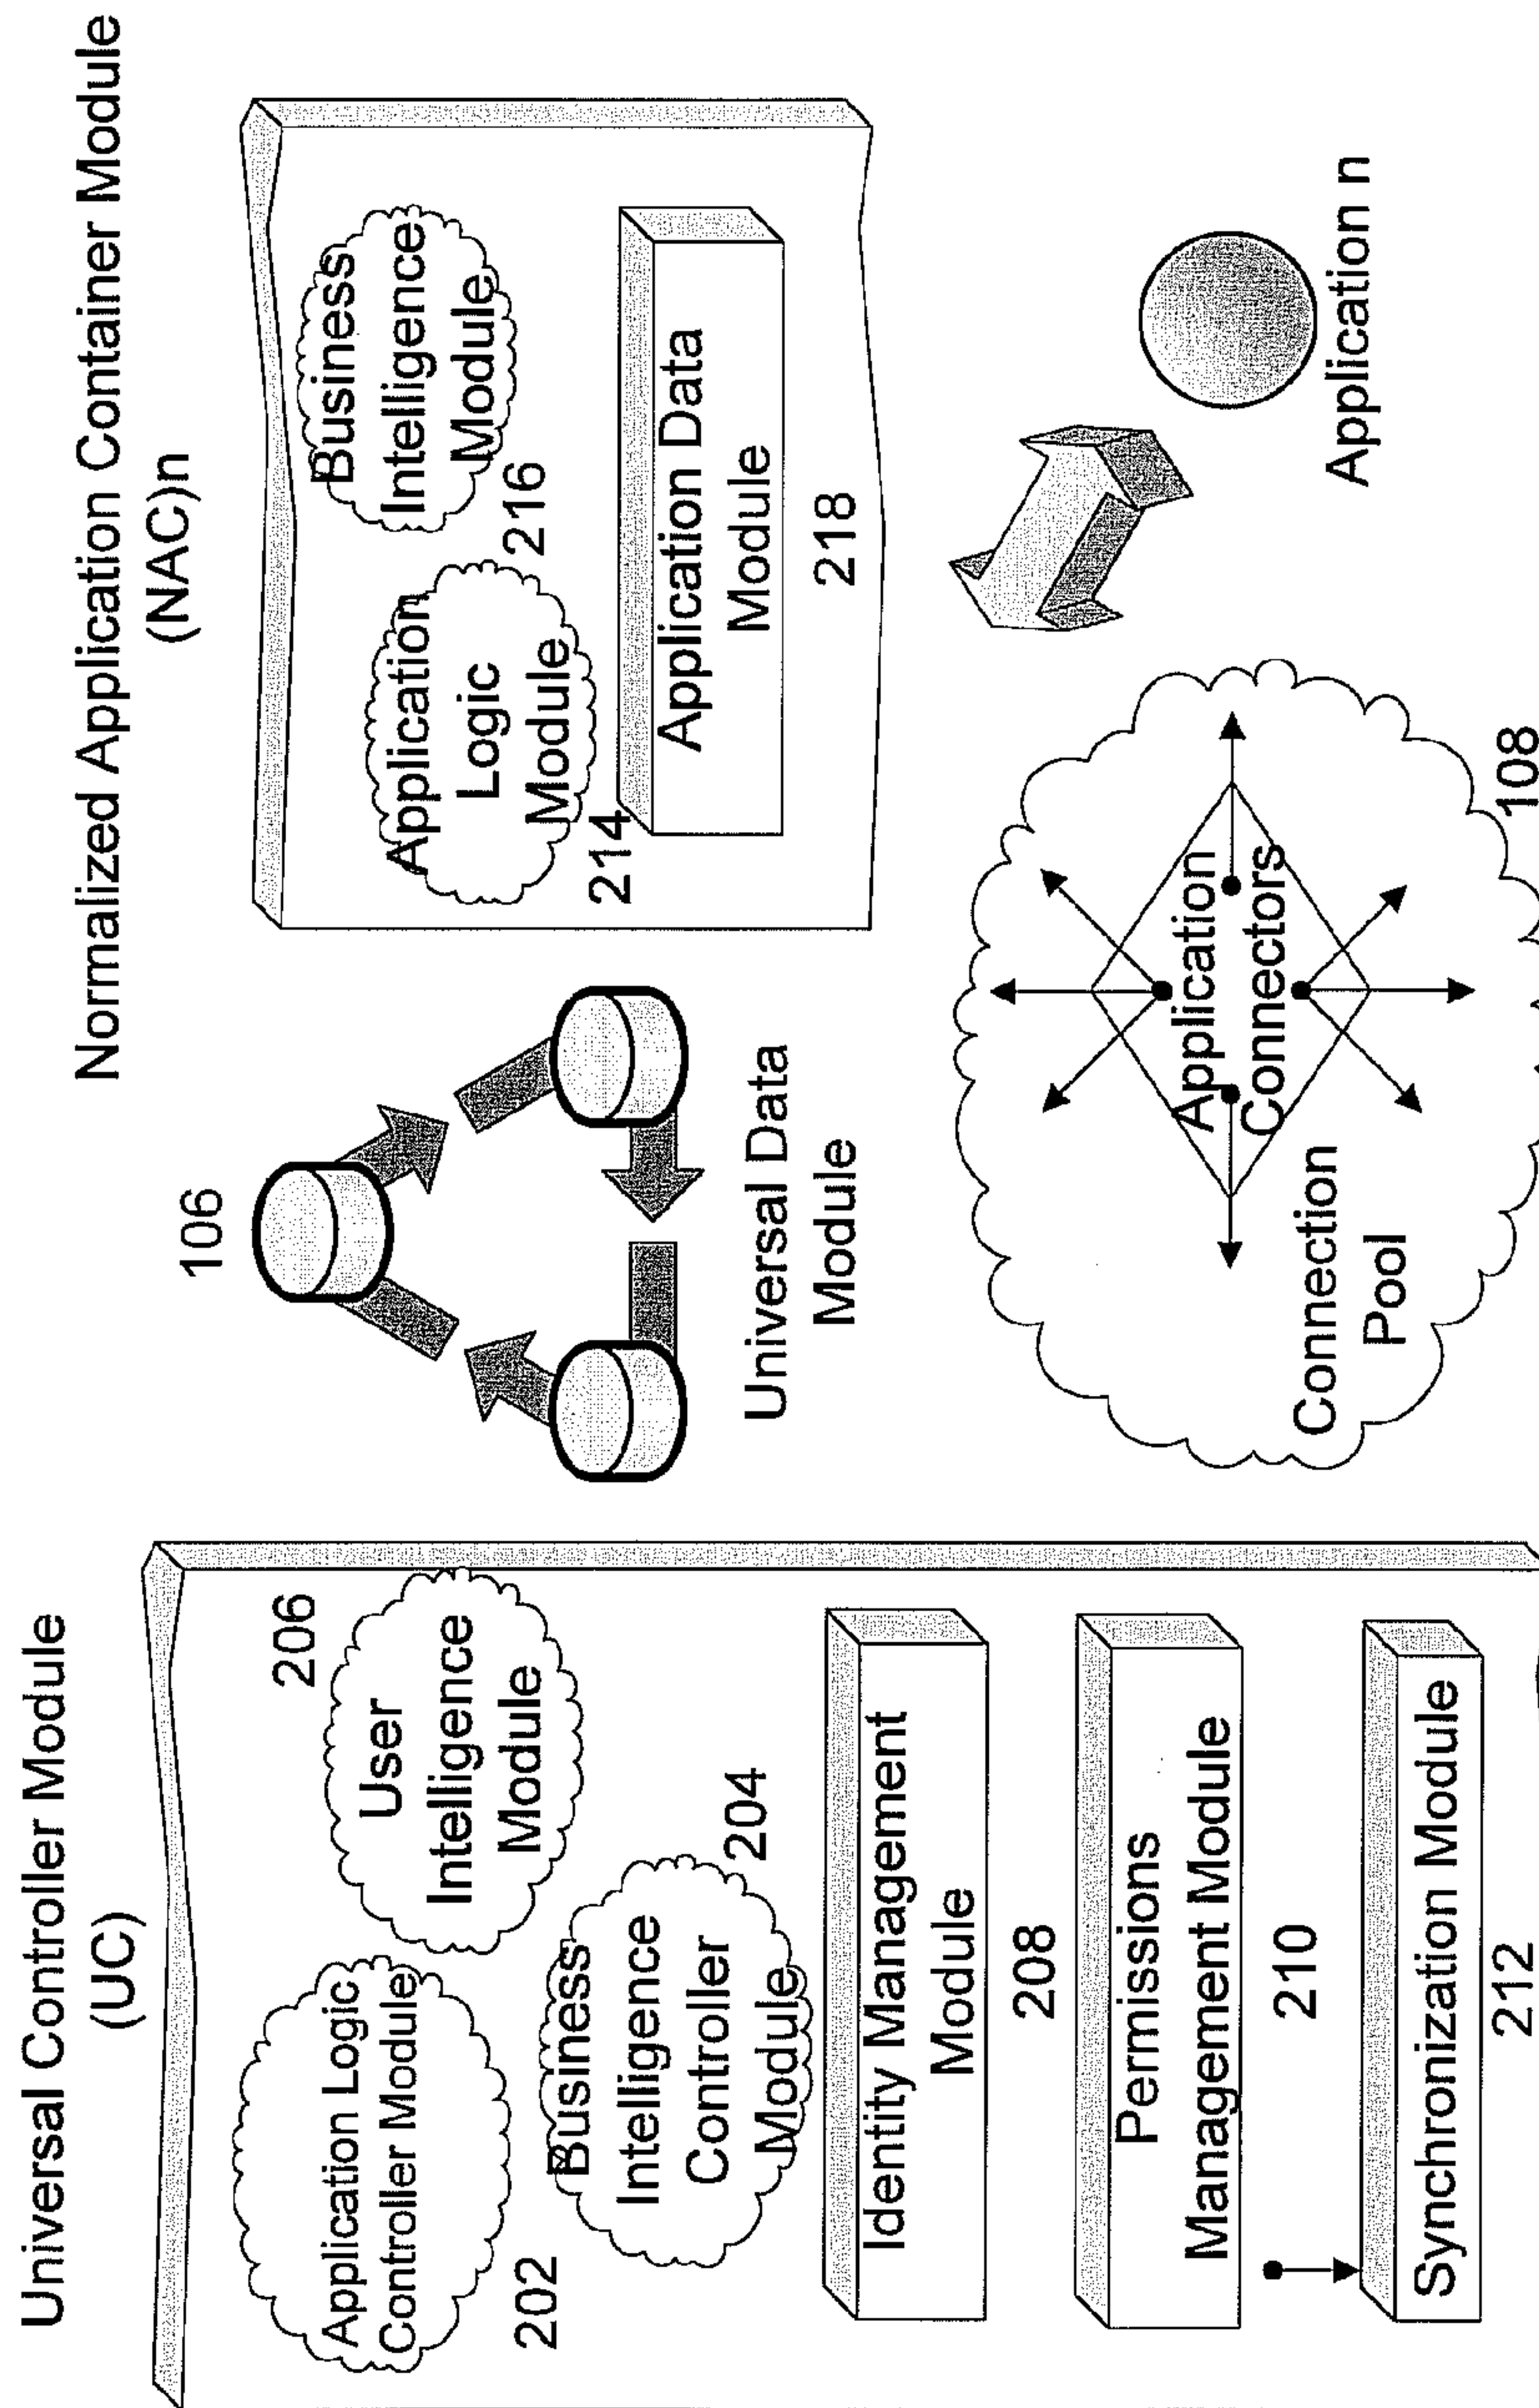 Universal Controller Module
(UC)
Application Logic
Controller Module
202
User
Intelligence
Module
206
Business
Intelligence
Controller
Module
204
Identity Management
Module
208
Permissions
Management Module
210
Synchronization Module
212
106
Universal Data
Module
Connection
Pool
Application
Connectors
108
Normalized Application Container Module
(NAC)n
Application
Logic
Module
214
Business
Intelligence
Module
216
Application Data
Module
218
Application n